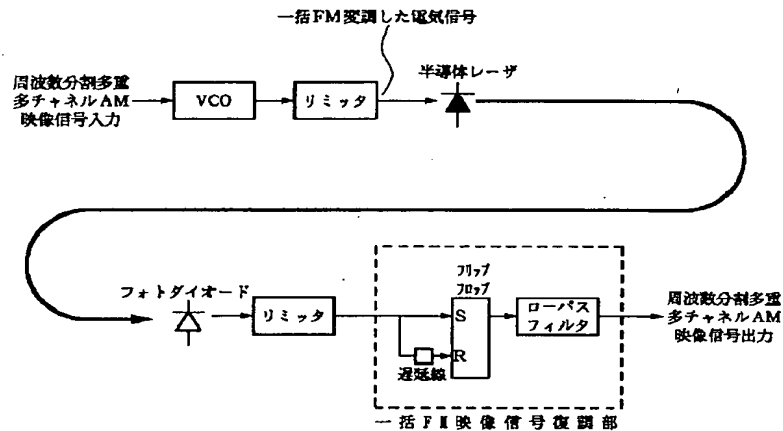 一括FM変調した電気信号
周波数分割多重
多チャネルAM
映像信号入力
VCO
リミッタ
半導体レーザ
フォトダイオード
リミッタ
フリップ
フロップ
S
R
遅延線
ローパス
フィルタ
周波数分割多重
多チャネルAM
映像信号出力
一括FM映像信号復調部